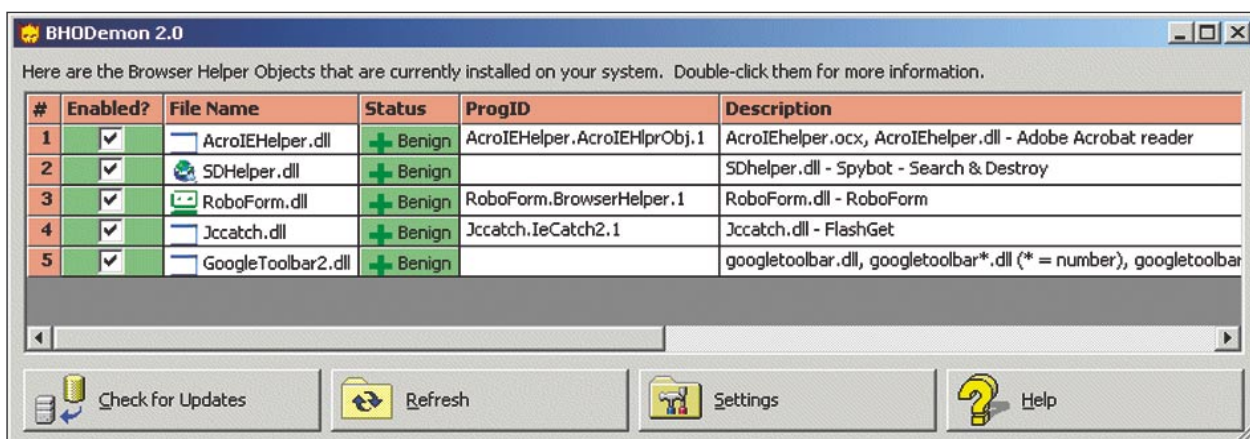 BHODemon 2.0
Here are the Browser Helper Objects that are currently installed on your system. Double-click them for more information.
# Enabled? File Name Status ProgID Description
1 AcroIEHelper.dll Benign AcroIEHelper.AcroIEHlprObj.1 AcroIEhelper.ocx, AcroIEhelper.dll - Adobe Acrobat reader
2 SDHelper.dll Benign SDhelper.dll - Spybot - Search & Destroy
3 RoboForm.dll Benign RoboForm.BrowserHelper.1 RoboForm.dll - RoboForm
4 Jccatch.dll Benign Jccatch.IeCatch2.1 Jccatch.dll - FlashGet
5 GoogleToolbar2.dll Benign googletoolbar.dll, googletoolbar*.dll (* = number), googletoolbar
Check for Updates Refresh Settings Help